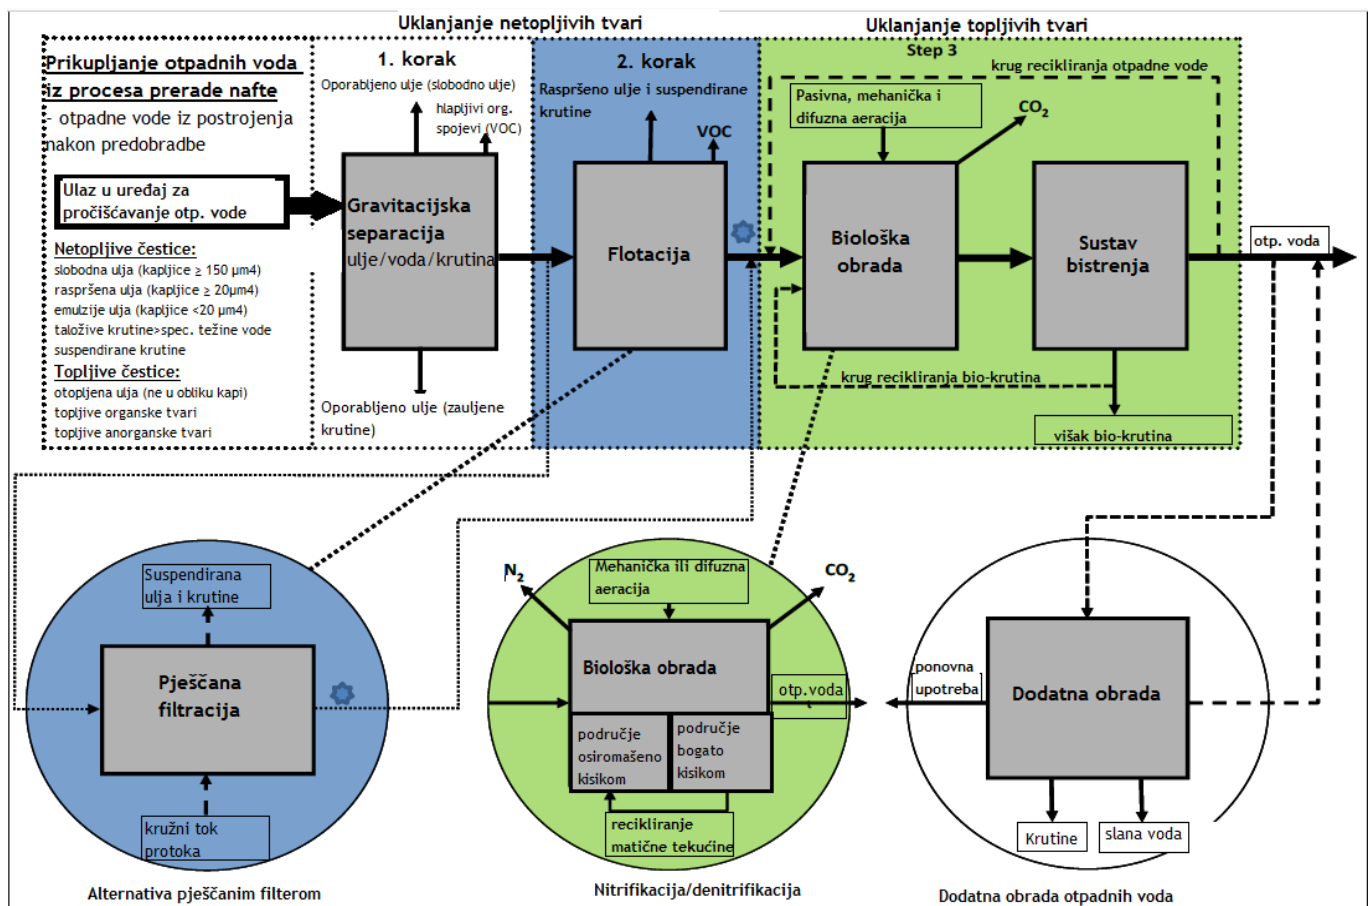 Uklanjanje netopljivih tvari
Uklanjanje topljivih tvari
Prikupljanje otpadnih voda
iz procesa prerade nafte
- otpadne vode iz postrojenja
nakon predobradbe
Ulaz u uređaj za
pročišćavanje otp. vode
Netopljive čestice:
slobodna ulja (kapljice ≥ 150 µm4)
raspršena ulja (kapljice ≥ 20µm4)
emulzije ulja (kapljice <20 µm4)
taložive krutine>spec. težine vode
suspendirane krutine
Topljive čestice:
otopljena ulja (ne u obliku kapi)
topljive organske tvari
topljive anorganske tvari
1. korak
Oporabljeno ulje (slobodno ulje)
hlapljivi org.
spojevi (VOC)
Gravitacijska
separacija
ulje/voda/krutina
Oporabljeno ulje (zauljene
krutine)
2. korak
Raspršeno ulje i suspendirane
krutine
VOC
Flotacija
Step 3
krug recikliranja otpadne vode
Pasivna, mehanička i
difuzna aeracija
CO2
Biološka
obrada
Sustav
bistrenja
krug recikliranja bio-krutina
višak bio-krutina
otp. voda
Suspendirana
ulja i krutine
Pješčana
filtracija
kružni tok
protoka
Alternativa pješčanim filterom
N2
Mehanička ili difuzna
aeracija
CO2
Biološka obrada
otp.voda
t
područje
osiromašeno
kisikom
područje
bogato
kisikom
recikliranje
matične tekućine
Nitrifikacija/denitrifikacija
ponovna
upotreba
Dodatna obrada
Krutine
slana voda
Dodatna obrada otpadnih voda